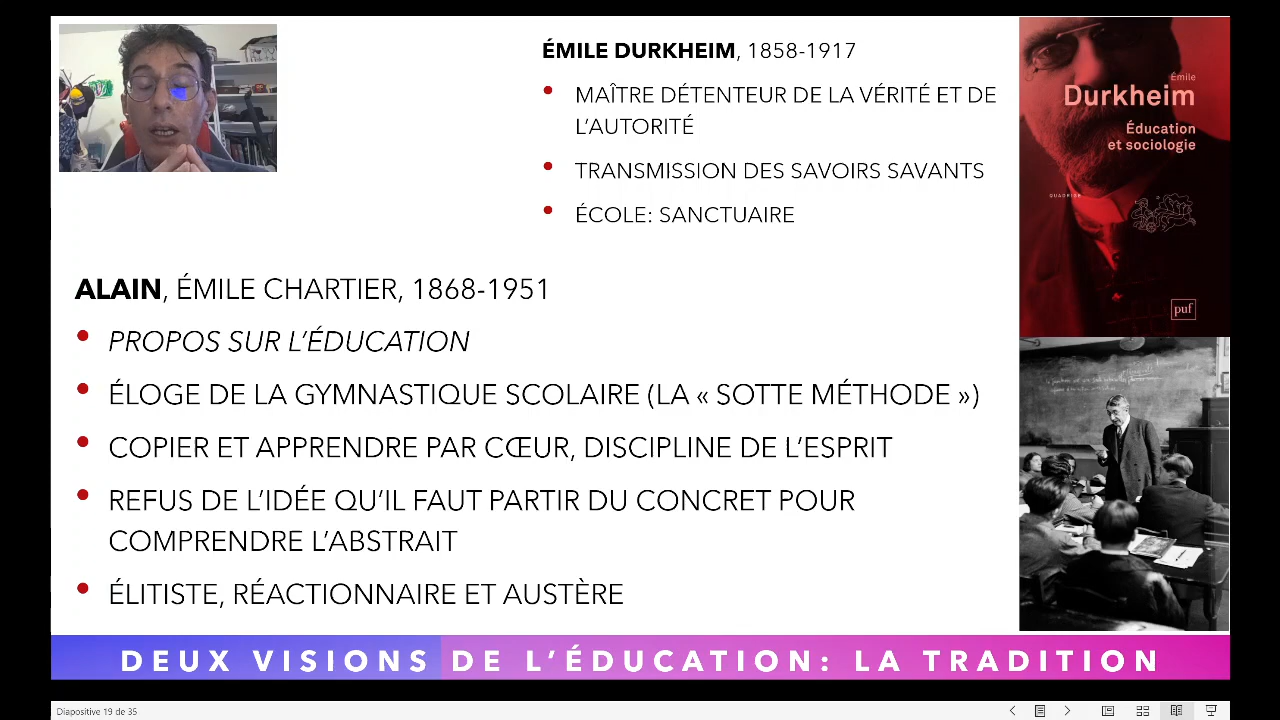 ÉMILE DURKHEIM, 1858-1917
• MAÎTRE DÉTENTEUR DE LA VÉRITÉ ET DE
L'AUTORITÉ
• TRANSMISSION DES SAVOIRS SAVANTS
• ÉCOLE: SANCTUAIRE
Émile
Durkheim
Éducation
et sociologie
QUADRIGE
puf
ALAIN, ÉMILE CHARTIER, 1868-1951
• PROPOS SUR L'ÉDUCATION
• ÉLOGE DE LA GYMNASTIQUE SCOLAIRE (LA « SOTTE MÉTHODE »)
• COPIER ET APPRENDRE PAR CŒUR, DISCIPLINE DE L'ESPRIT
• REFUS DE L'IDÉE QU'IL FAUT PARTIR DU CONCRET POUR
COMPRENDRE L'ABSTRAIT
• ÉLITISTE, RÉACTIONNAIRE ET AUSTÈRE
DEUX VISIONS DE L'ÉDUCATION: LA TRADITION
Diapositive 19 de 35